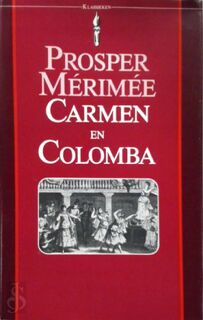 KLASSIEKEN
PROSPER
MÉRIMÉE
CARMEN
EN
COLOMBA